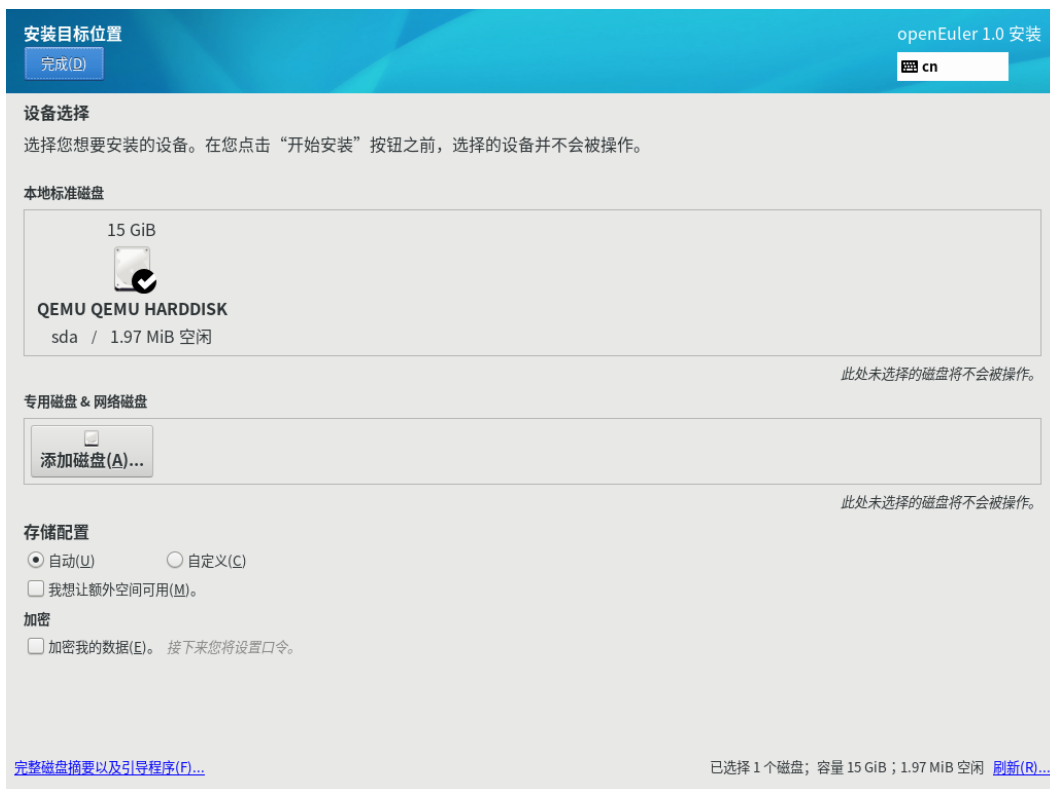 安装目标位置
openEuler 1.0 安装
完成(D)
cn
设备选择
选择您想要安装的设备。在您点击“开始安装”按钮之前，选择的设备并不会被操作。
本地标准磁盘
15 GiB
QEMU QEMU HARDDISK
sda / 1.97 MiB 空闲
此处未选择的磁盘将不会被操作。
专用磁盘 & 网络磁盘
添加磁盘(A)...
此处未选择的磁盘将不会被操作。
存储配置
自动(U) 自定义(C)
我想让额外空间可用(M)。
加密
加密我的数据(E)。 接下来您将设置口令。
完整磁盘摘要以及引导程序(F)... 已选择 1 个磁盘；容量 15 GiB；1.97 MiB 空闲 刷新(R)...